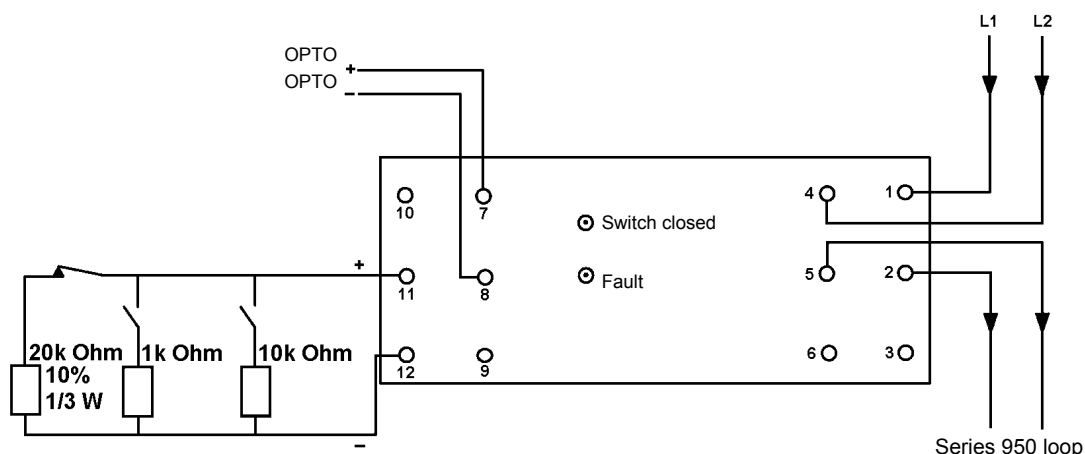 L1 L2
OPTO +
OPTO –
4 1
10 7
Switch closed
+
11 8 Fault 5 2
20k Ohm 1k Ohm 10k Ohm
10%
1/3 W
12 9 6 3
–
Series 950 loop